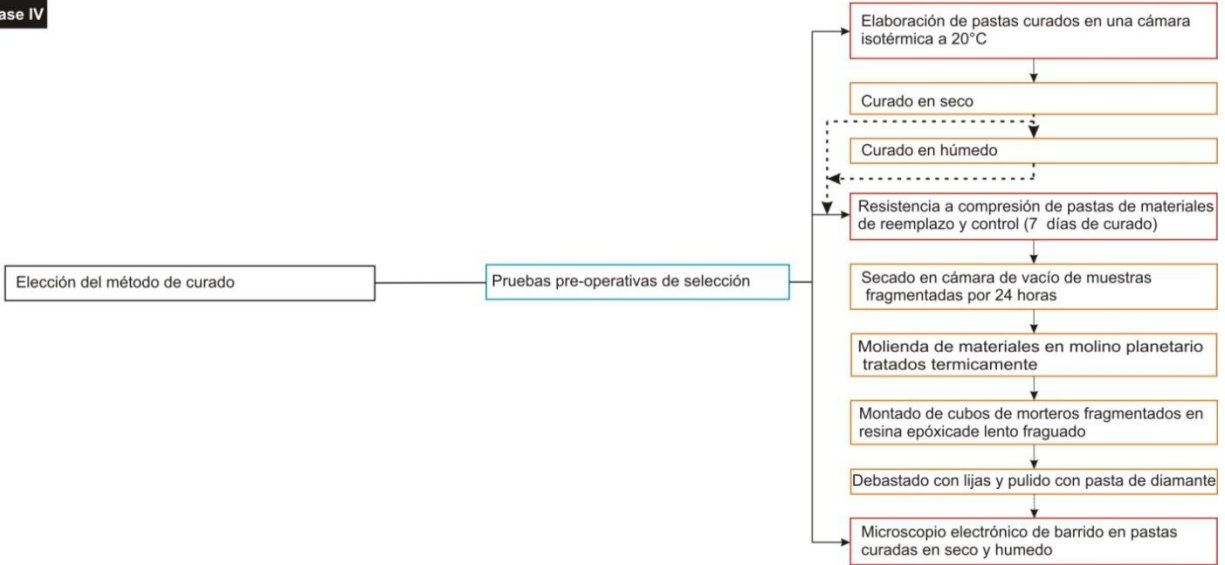 ase IV
Elaboración de pastas curados en una cámara
isotérmica a 20°C
Curado en seco
Curado en húmedo
Resistencia a compresión de pastas de materiales
de reemplazo y control (7 días de curado)
Elección del método de curado
Pruebas pre-operativas de selección
Secado en cámara de vacío de muestras
fragmentadas por 24 horas
Molienda de materiales en molino planetario
tratados termicamente
Montado de cubos de morteros fragmentados en
resina epóxicade lento fraguado
Debastado con lijas y pulido con pasta de diamante
Microscopio electrónico de barrido en pastas
curadas en seco y humedo